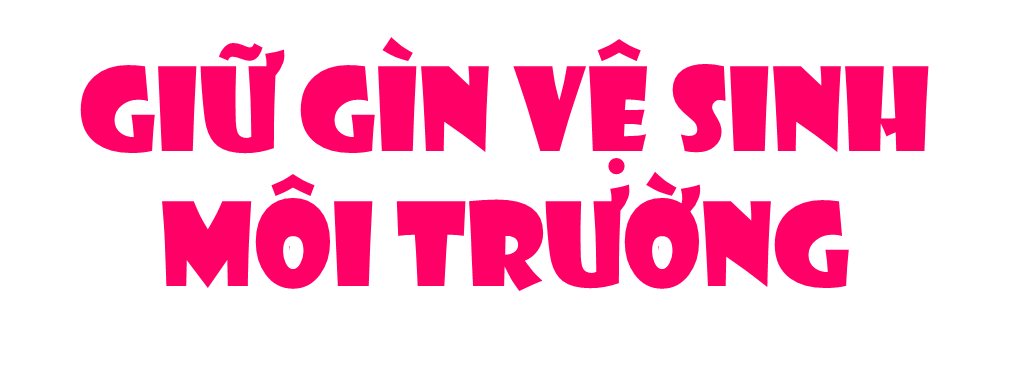 GIỮ GÌN VỆ SINH
MÔI TRƯỜNG